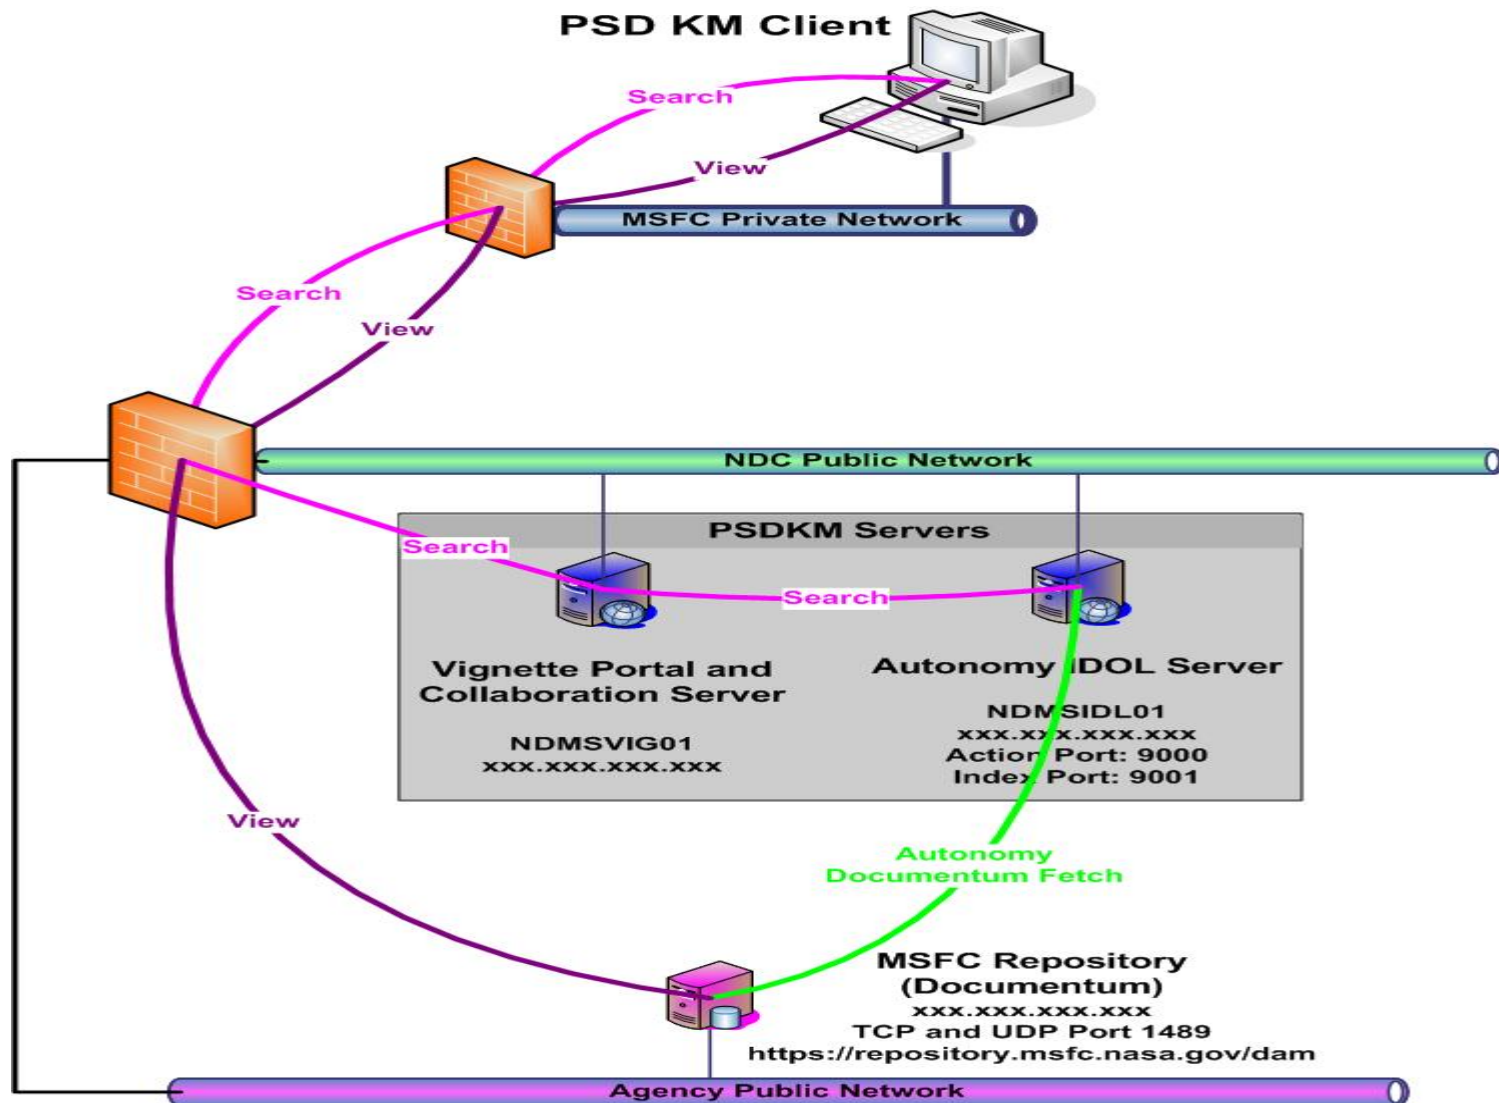 PSD KM Client
Search
View
MSFC Private Network
Search
View
NDC Public Network
PSDKM Servers
Search
Search
Vignette Portal and
Collaboration Server
NDMSVIG01
xxx.xxx.xxx.xxx
Autonomy IDOL Server
NDMSIDL01
xxx.xxx.xxx.xxx
Action Port: 9000
Index Port: 9001
View
Autonomy
Documentum Fetch
MSFC Repository
(Documentum)
xxx.xxx.xxx.xxx
TCP and UDP Port 1489
https://repository.msfc.nasa.gov/dam
Agency Public Network